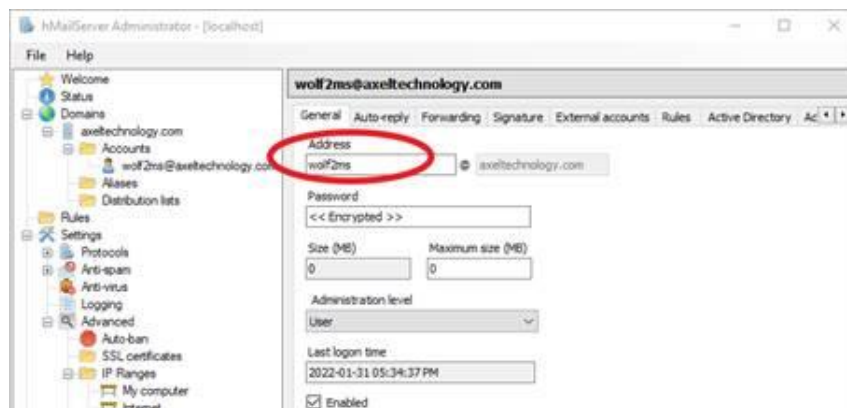 hMailServer Administrator - [localhost]
File Help
Welcome
Status
Domains
axeltechnology.com
Accounts
wolf2ms@axeltechnology.com
Aliases
Distribution lists
Rules
Settings
Protocols
Anti-spam
Anti-virus
Logging
Advanced
Auto-ban
SSL certificates
IP Ranges
My computer
Internet
wolf2ms@axeltechnology.com
General Auto-reply Forwarding Signature External accounts Rules Active Directory Ac
Address
wolf2ms @ axeltechnology.com
Password
<< Encrypted >>
Size (MB) Maximum size (MB)
0 0
Administration level
User
Last logon time
2022-01-31 05:34:37 PM
Enabled